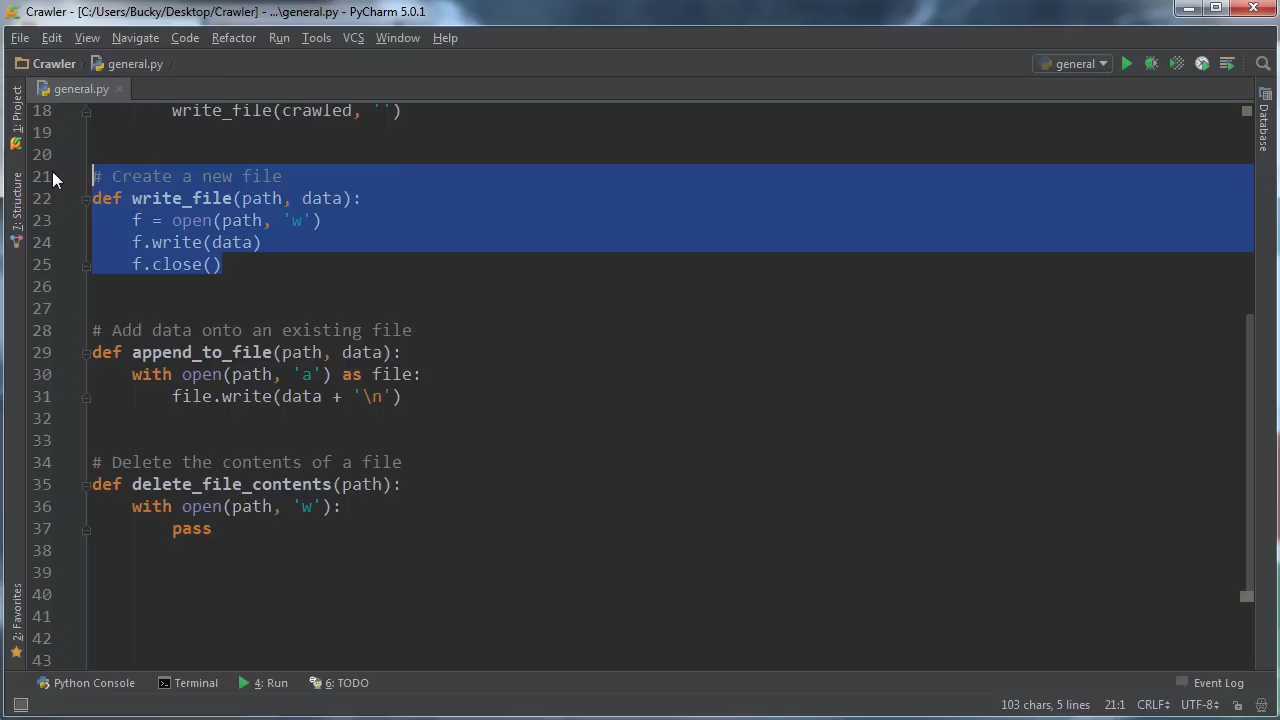 Crawler - [C:/Users/Bucky/Desktop/Crawler] - ...\general.py - PyCharm 5.0.1
File Edit View Navigate Code Refactor Run Tools VCS Window Help
Crawler general.py general
general.py
1: Project
7: Structure
2: Favorites
Database
18 write_file(crawled, '')
19
20
21 # Create a new file
22 def write_file(path, data):
23 f = open(path, 'w')
24 f.write(data)
25 f.close()
26
27
28 # Add data onto an existing file
29 def append_to_file(path, data):
30 with open(path, 'a') as file:
31 file.write(data + '\n')
32
33
34 # Delete the contents of a file
35 def delete_file_contents(path):
36 with open(path, 'w'):
37 pass
38
39
40
41
42
43
Python Console Terminal 4: Run 6: TODO Event Log
103 chars, 5 lines 21:1 CRLF UTF-8